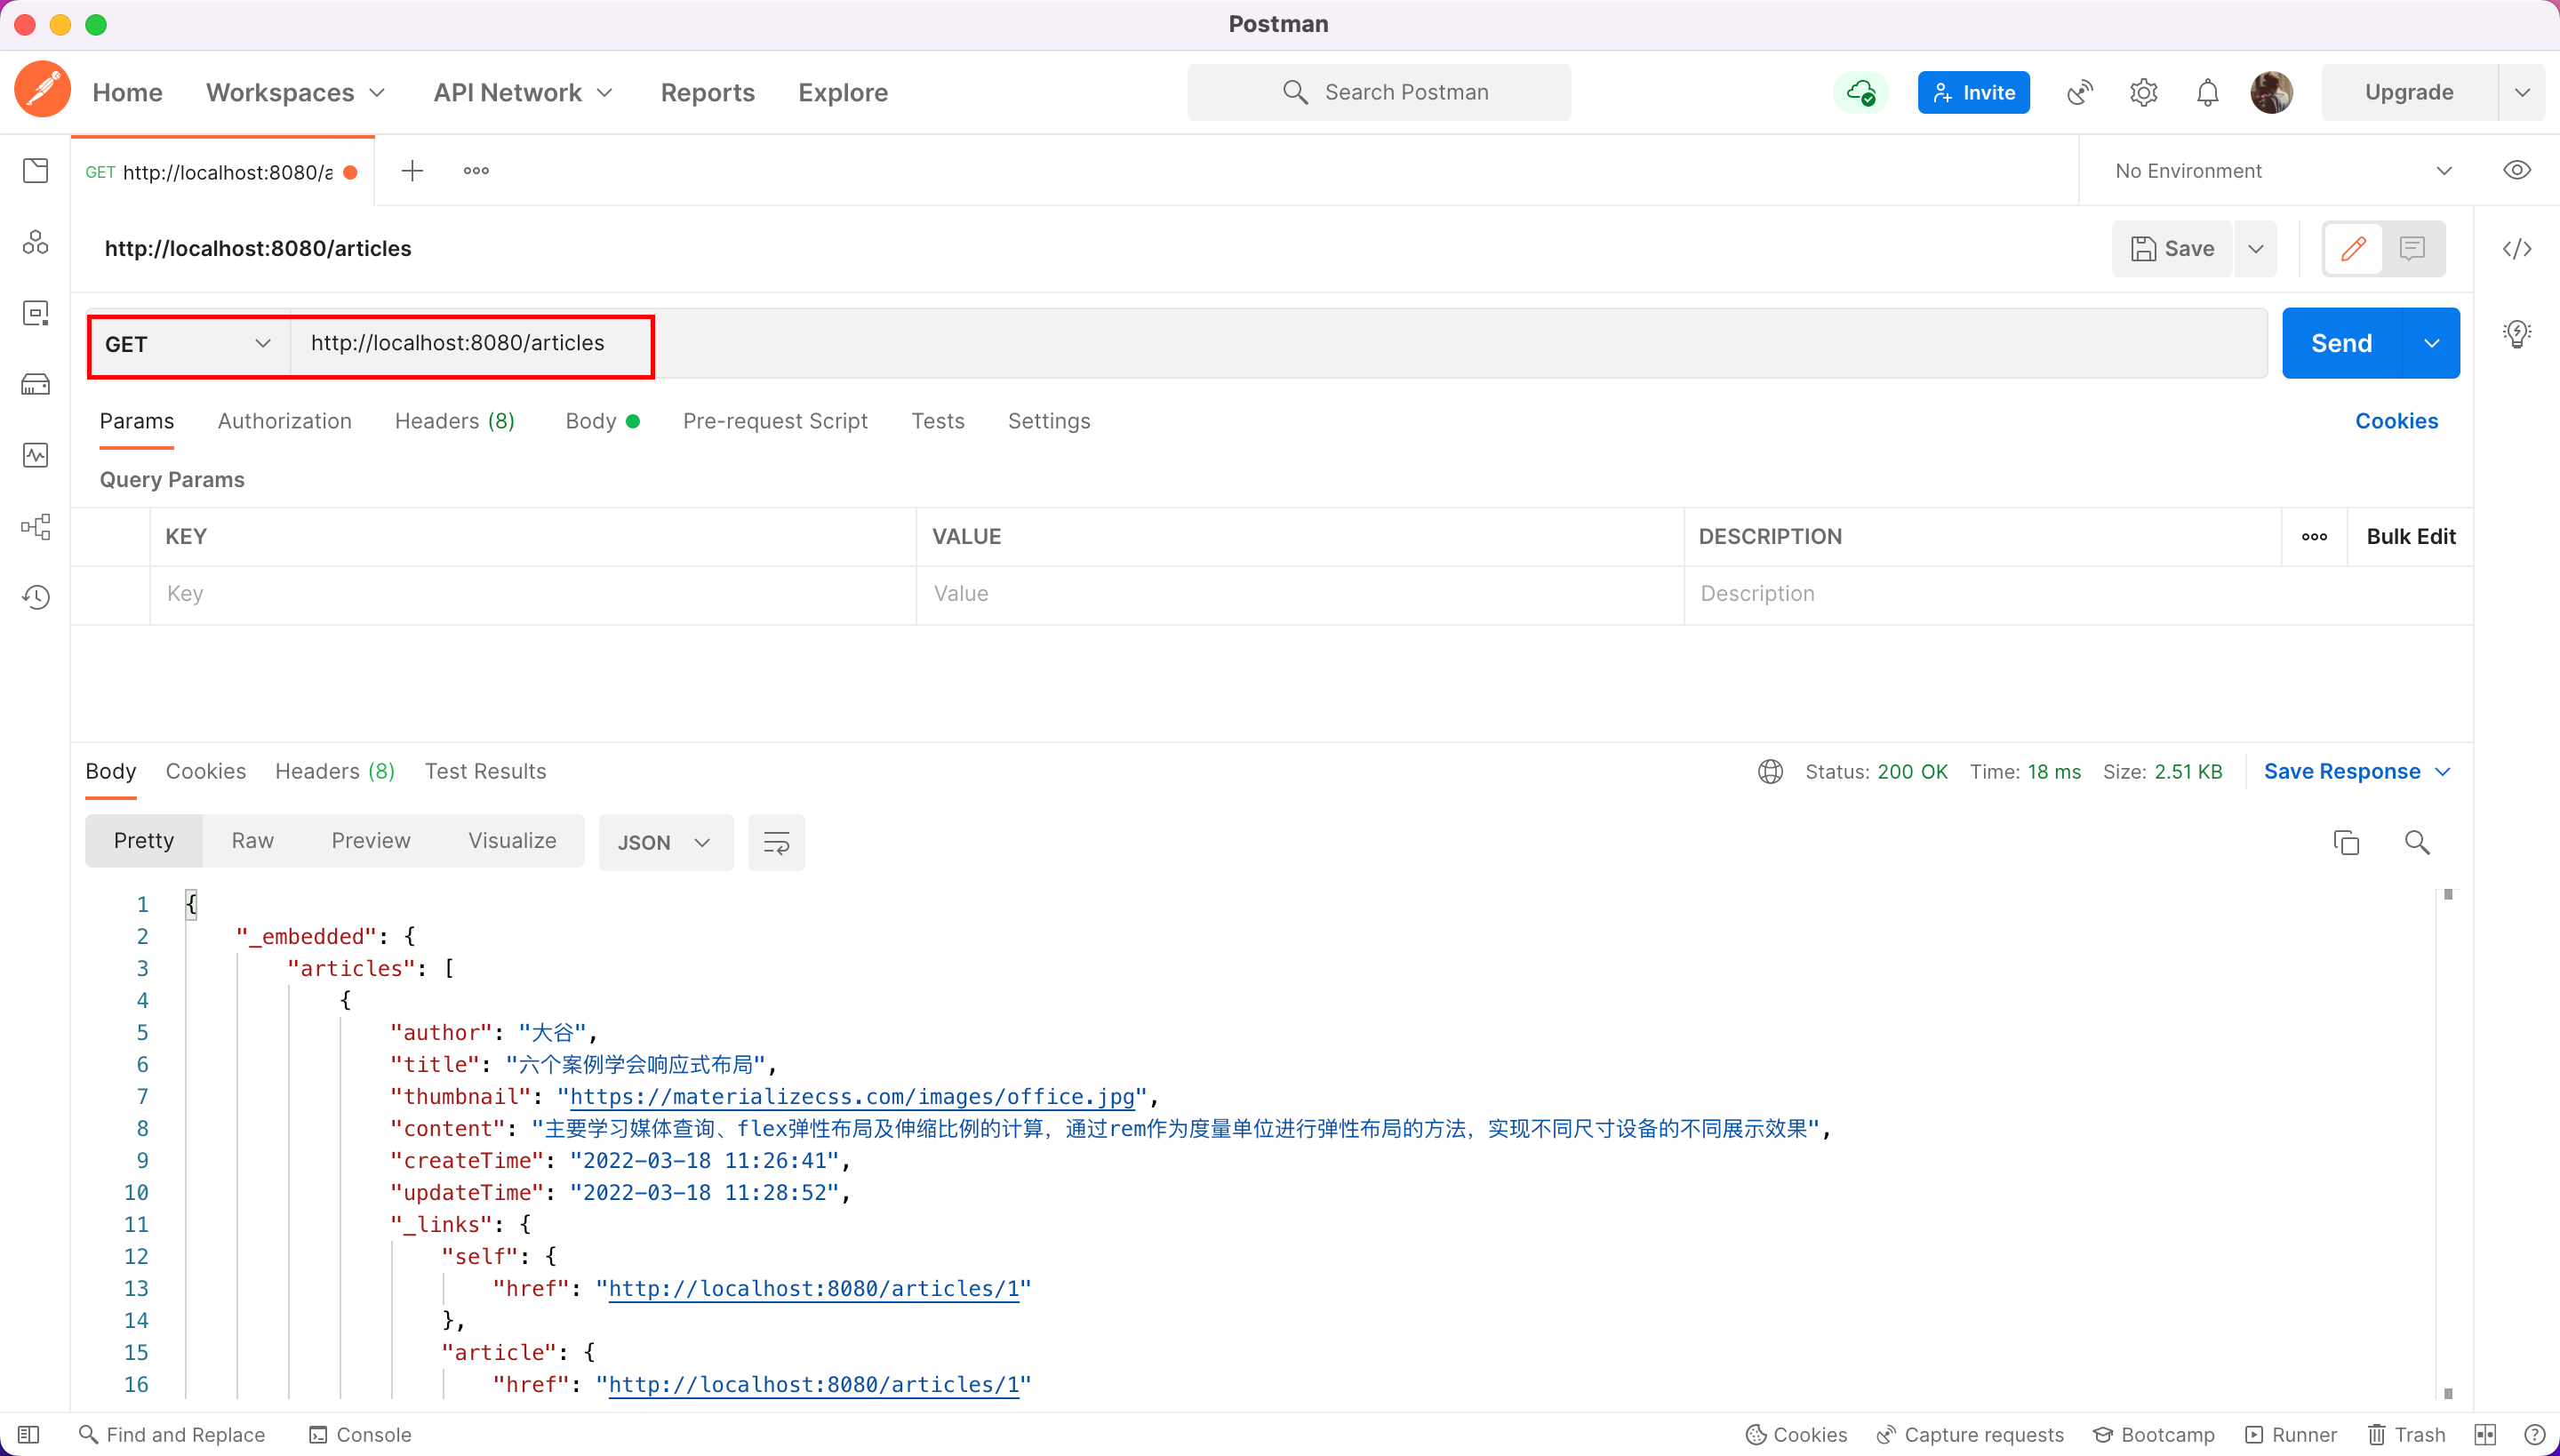 Postman
Home Workspaces API Network Reports Explore Search Postman Invite Upgrade
GET http://localhost:8080/a No Environment
http://localhost:8080/articles Save
GET http://localhost:8080/articles Send
Params Authorization Headers (8) Body Pre-request Script Tests Settings Cookies
Query Params
KEY VALUE DESCRIPTION Bulk Edit
Key Value Description
Body Cookies Headers (8) Test Results Status: 200 OK Time: 18 ms Size: 2.51 KB Save Response
Pretty Raw Preview Visualize JSON
1 {
2 "_embedded": {
3 "articles": [
4 {
5 "author": "大谷",
6 "title": "六个案例学会响应式布局",
7 "thumbnail": "https://materializecss.com/images/office.jpg",
8 "content": "主要学习媒体查询、flex弹性布局及伸缩比例的计算，通过rem作为度量单位进行弹性布局的方法，实现不同尺寸设备的不同展示效果",
9 "createTime": "2022-03-18 11:26:41",
10 "updateTime": "2022-03-18 11:28:52",
11 "_links": {
12 "self": {
13 "href": "http://localhost:8080/articles/1"
14 },
15 "article": {
16 "href": "http://localhost:8080/articles/1"
Find and Replace Console Cookies Capture requests Bootcamp Runner Trash